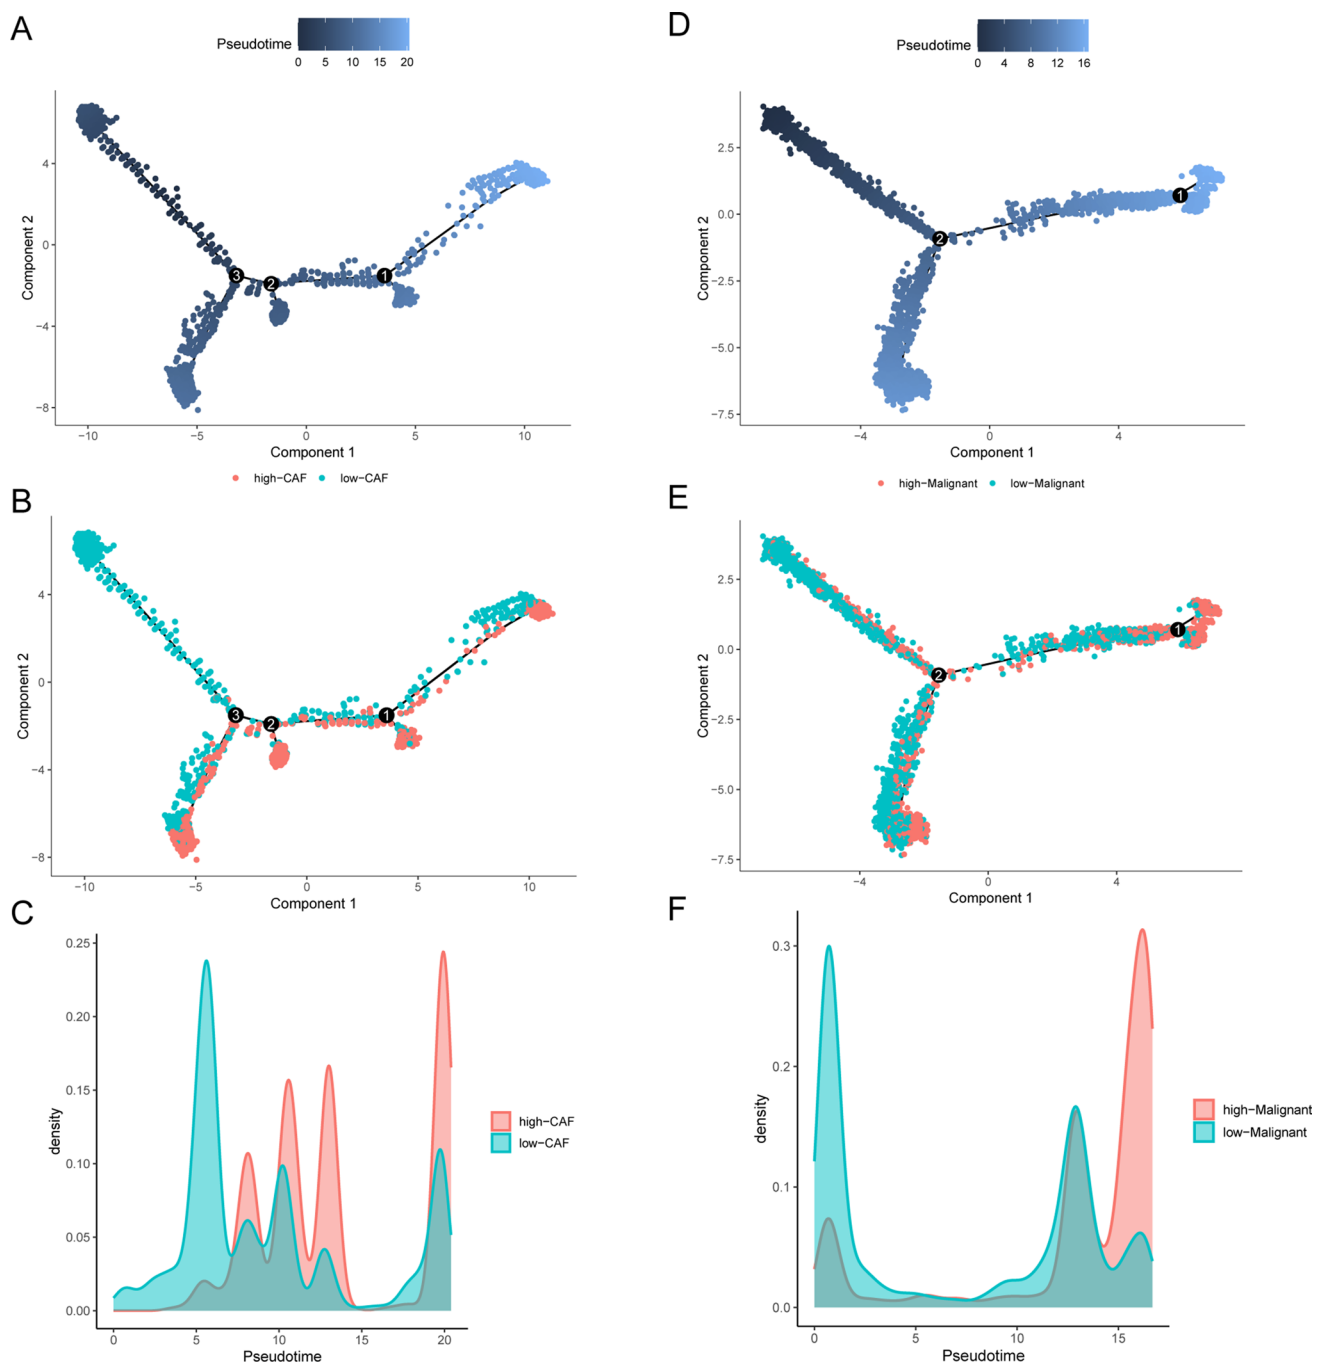 A
Pseudotime
0 5 10 15 20
4
0
−4
−8
Component 2
3
2
1
−10 −5 0 5 10
Component 1
high−CAF low−CAF
B
4
0
−4
−8
Component 2
3
2
1
−10 −5 0 5 10
Component 1
C
0.25
0.20
0.15
0.10
0.05
0.00
density
0 5 10 15 20
Pseudotime
high−CAF
low−CAF
D
Pseudotime
0 4 8 12 16
2.5
0.0
−2.5
−5.0
−7.5
Component 2
1
2
−4 0 4
Component 1
high−Malignant low−Malignant
E
2.5
0.0
−2.5
−5.0
−7.5
Component 2
1
2
−4 0 4
Component 1
F
0.3
0.2
0.1
0.0
density
0 5 10 15
Pseudotime
high−Malignant
low−Malignant